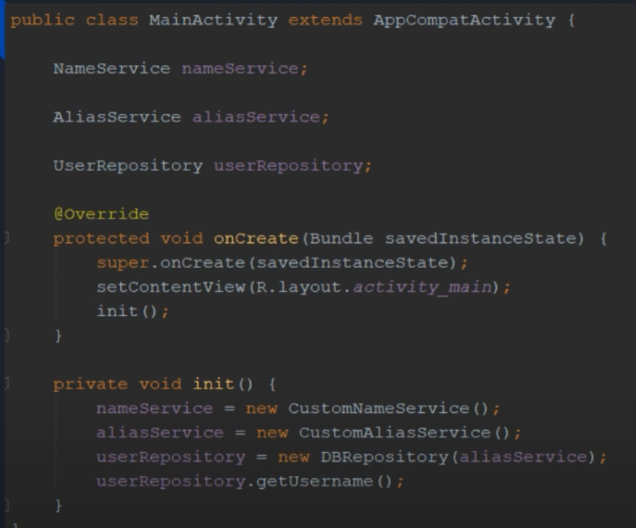 public class MainActivity extends AppCompatActivity {
NameService nameService;
AliasService aliasService;
UserRepository userRepository;
@Override
protected void onCreate(Bundle savedInstanceState) {
super.onCreate(savedInstanceState);
setContentView(R.layout.activity_main);
init();
}
private void init() {
nameService = new CustomNameService();
aliasService = new CustomAliasService();
userRepository = new DBRepository(aliasService);
userRepository.getUsername();
}
}